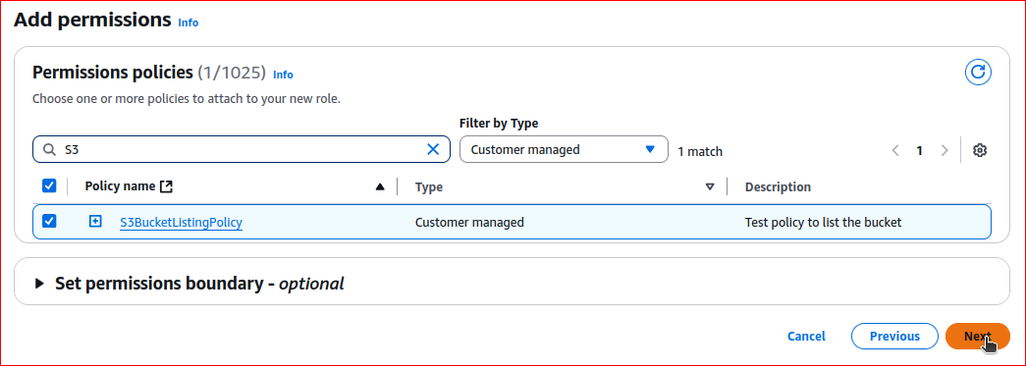 Add permissions Info
Permissions policies (1/1025) Info
Choose one or more policies to attach to your new role.
Filter by Type
S3 Customer managed 1 match 1
Policy name Type Description
S3BucketListingPolicy Customer managed Test policy to list the bucket
Set permissions boundary - optional
Cancel Previous Next